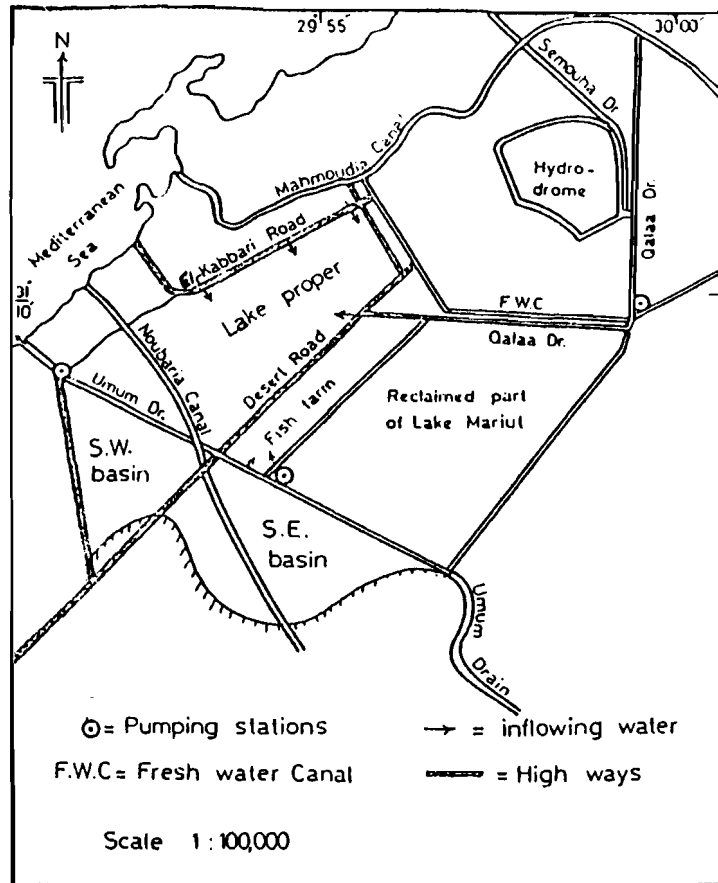 29°55
30°00'
N
Semouha Dr.
Mahmoudia Canal
Hydro-
drome
Qalaa Dr.
Mediterranean
Sea
El-Kabbari Road
31°
10'
Lake proper
F.W.C
Qalaa Dr.
Noubaria Canal
Desert Road
Umum Dr.
Fish farm
Reclaimed part
of Lake Mariut
S.W.
basin
S.E.
basin
Umum
Drain
= Pumping stations
= inflowing water
F.W.C = Fresh water Canal
= High ways
Scale 1:100,000